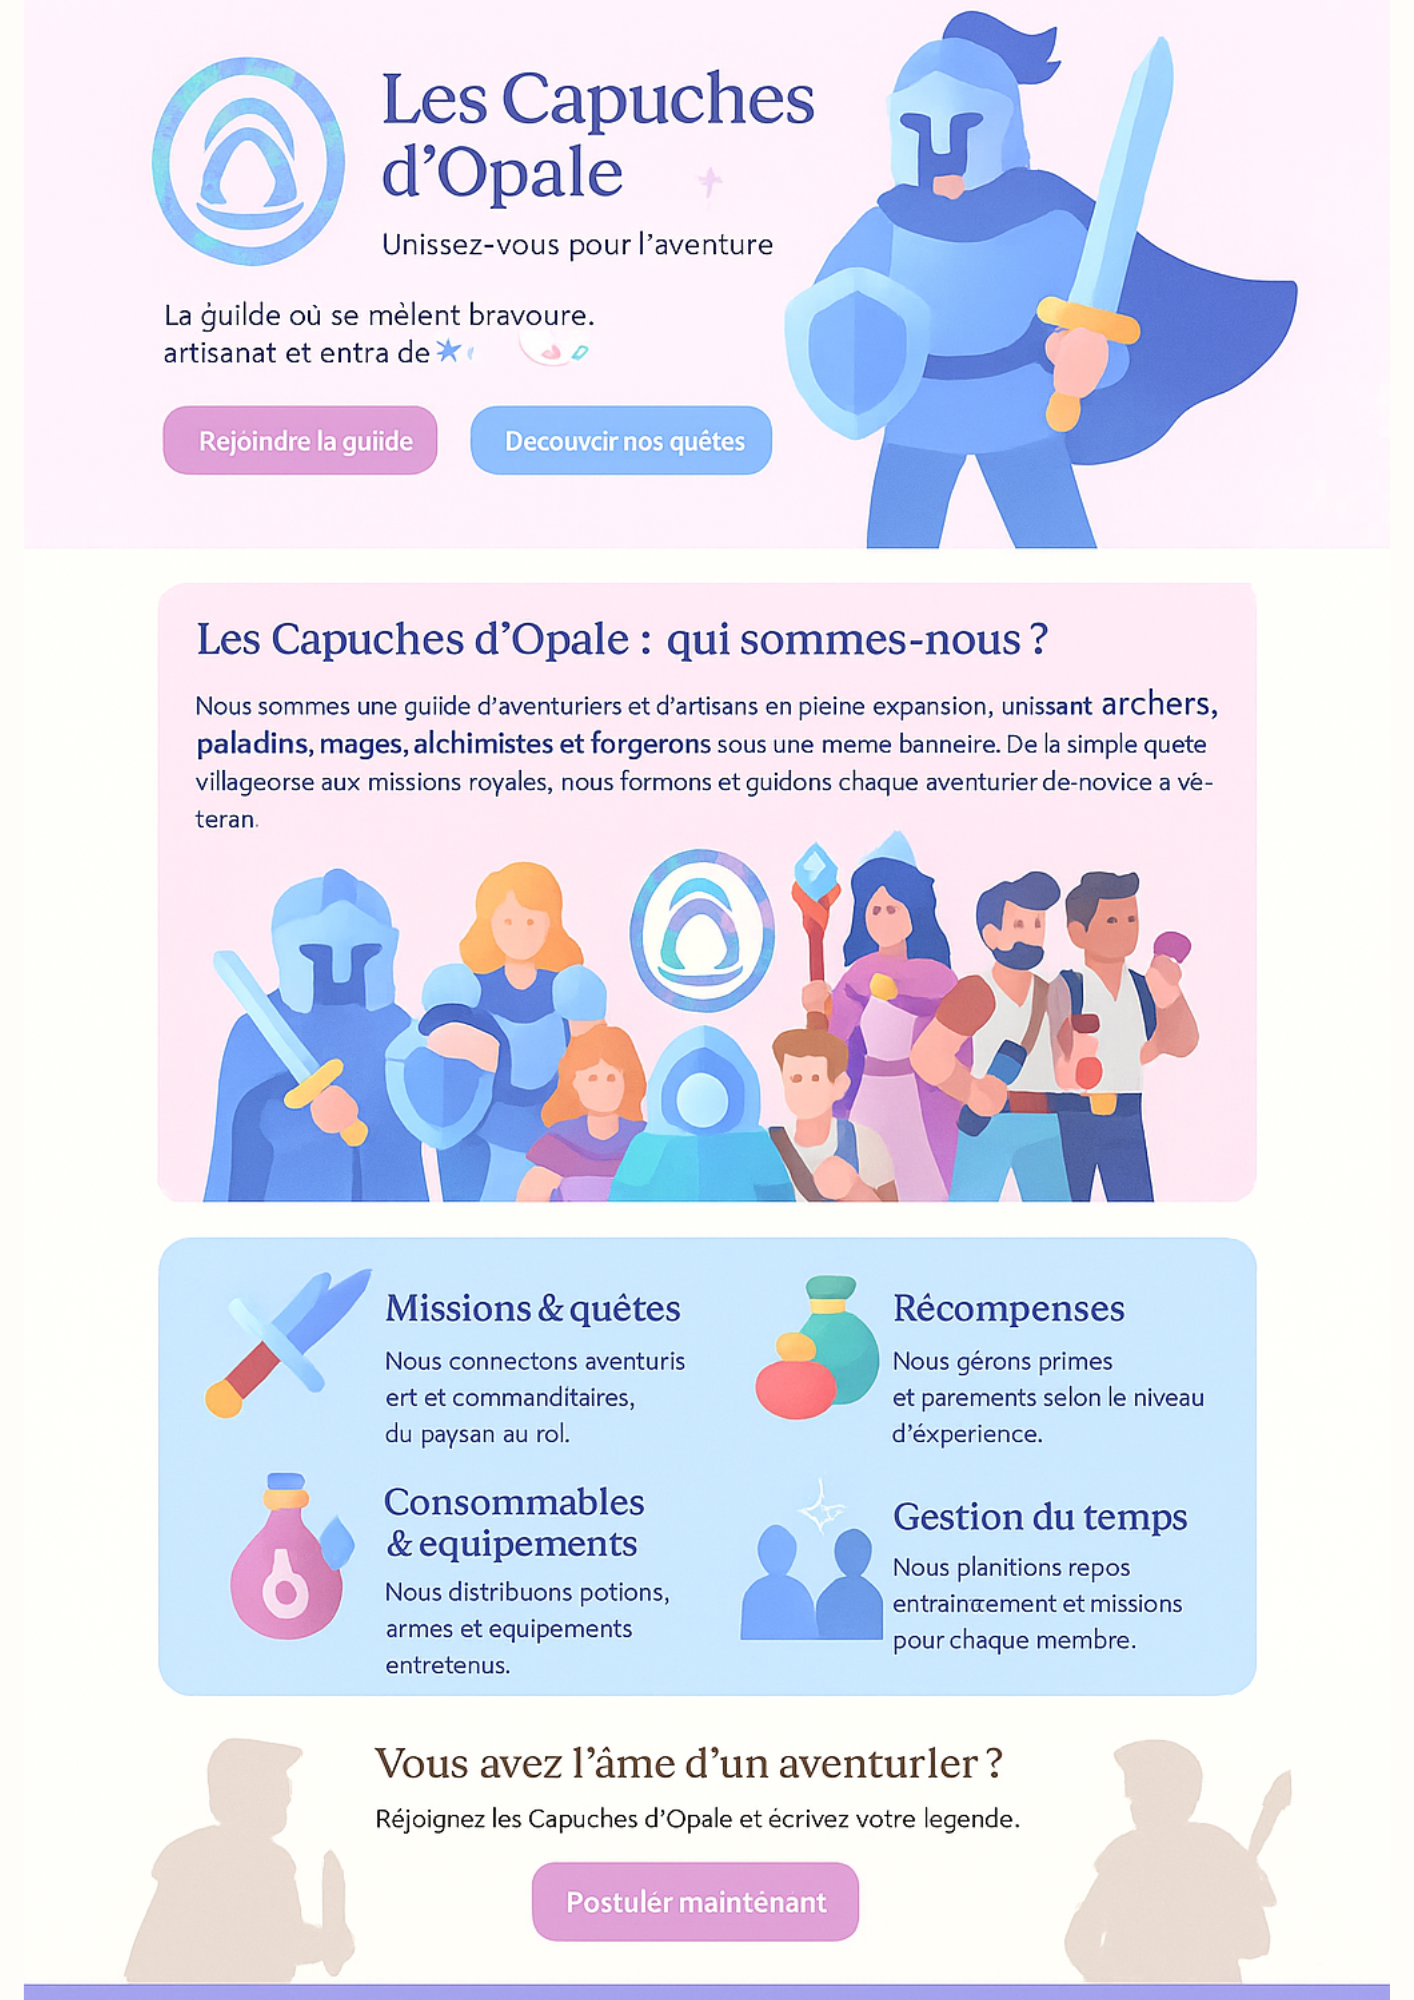 Les Capuches
d'Opale
Unissez-vous pour l'aventure
La ġuilde où se mèlent bravoure.
artisanat et entra de
Rejóindre la guiide
Decouvcir nos quêtes
Les Capuches d'Opale : qui sommes-nous ?
Nous sommes une guiide d'aventuriers et d'artisans en pieine expansion, unissant archers,
paladins, mages, alchimistes et forgerons sous une meme banneire. De la simple quete
villageorse aux missions royales, nous formons et guidons chaque aventurier de-novice a vé-
teran.
Missions & quêtes
Nous connectons aventuris
ert et commanditaires,
du paysan au rol.
Récompenses
Nous gérons primes
et parements selon le niveau
d'éxperience.
Consommables
& equipements
Nous distribuons potions,
armes et equipements
entretenus.
Gestion du temps
Nous planitions repos
entrainœement et missions
pour chaque membre.
Vous avez l'âme d'un aventurler ?
Réjoignez les Capuches d'Opale et écrivez votre legende.
Postulér mainténant